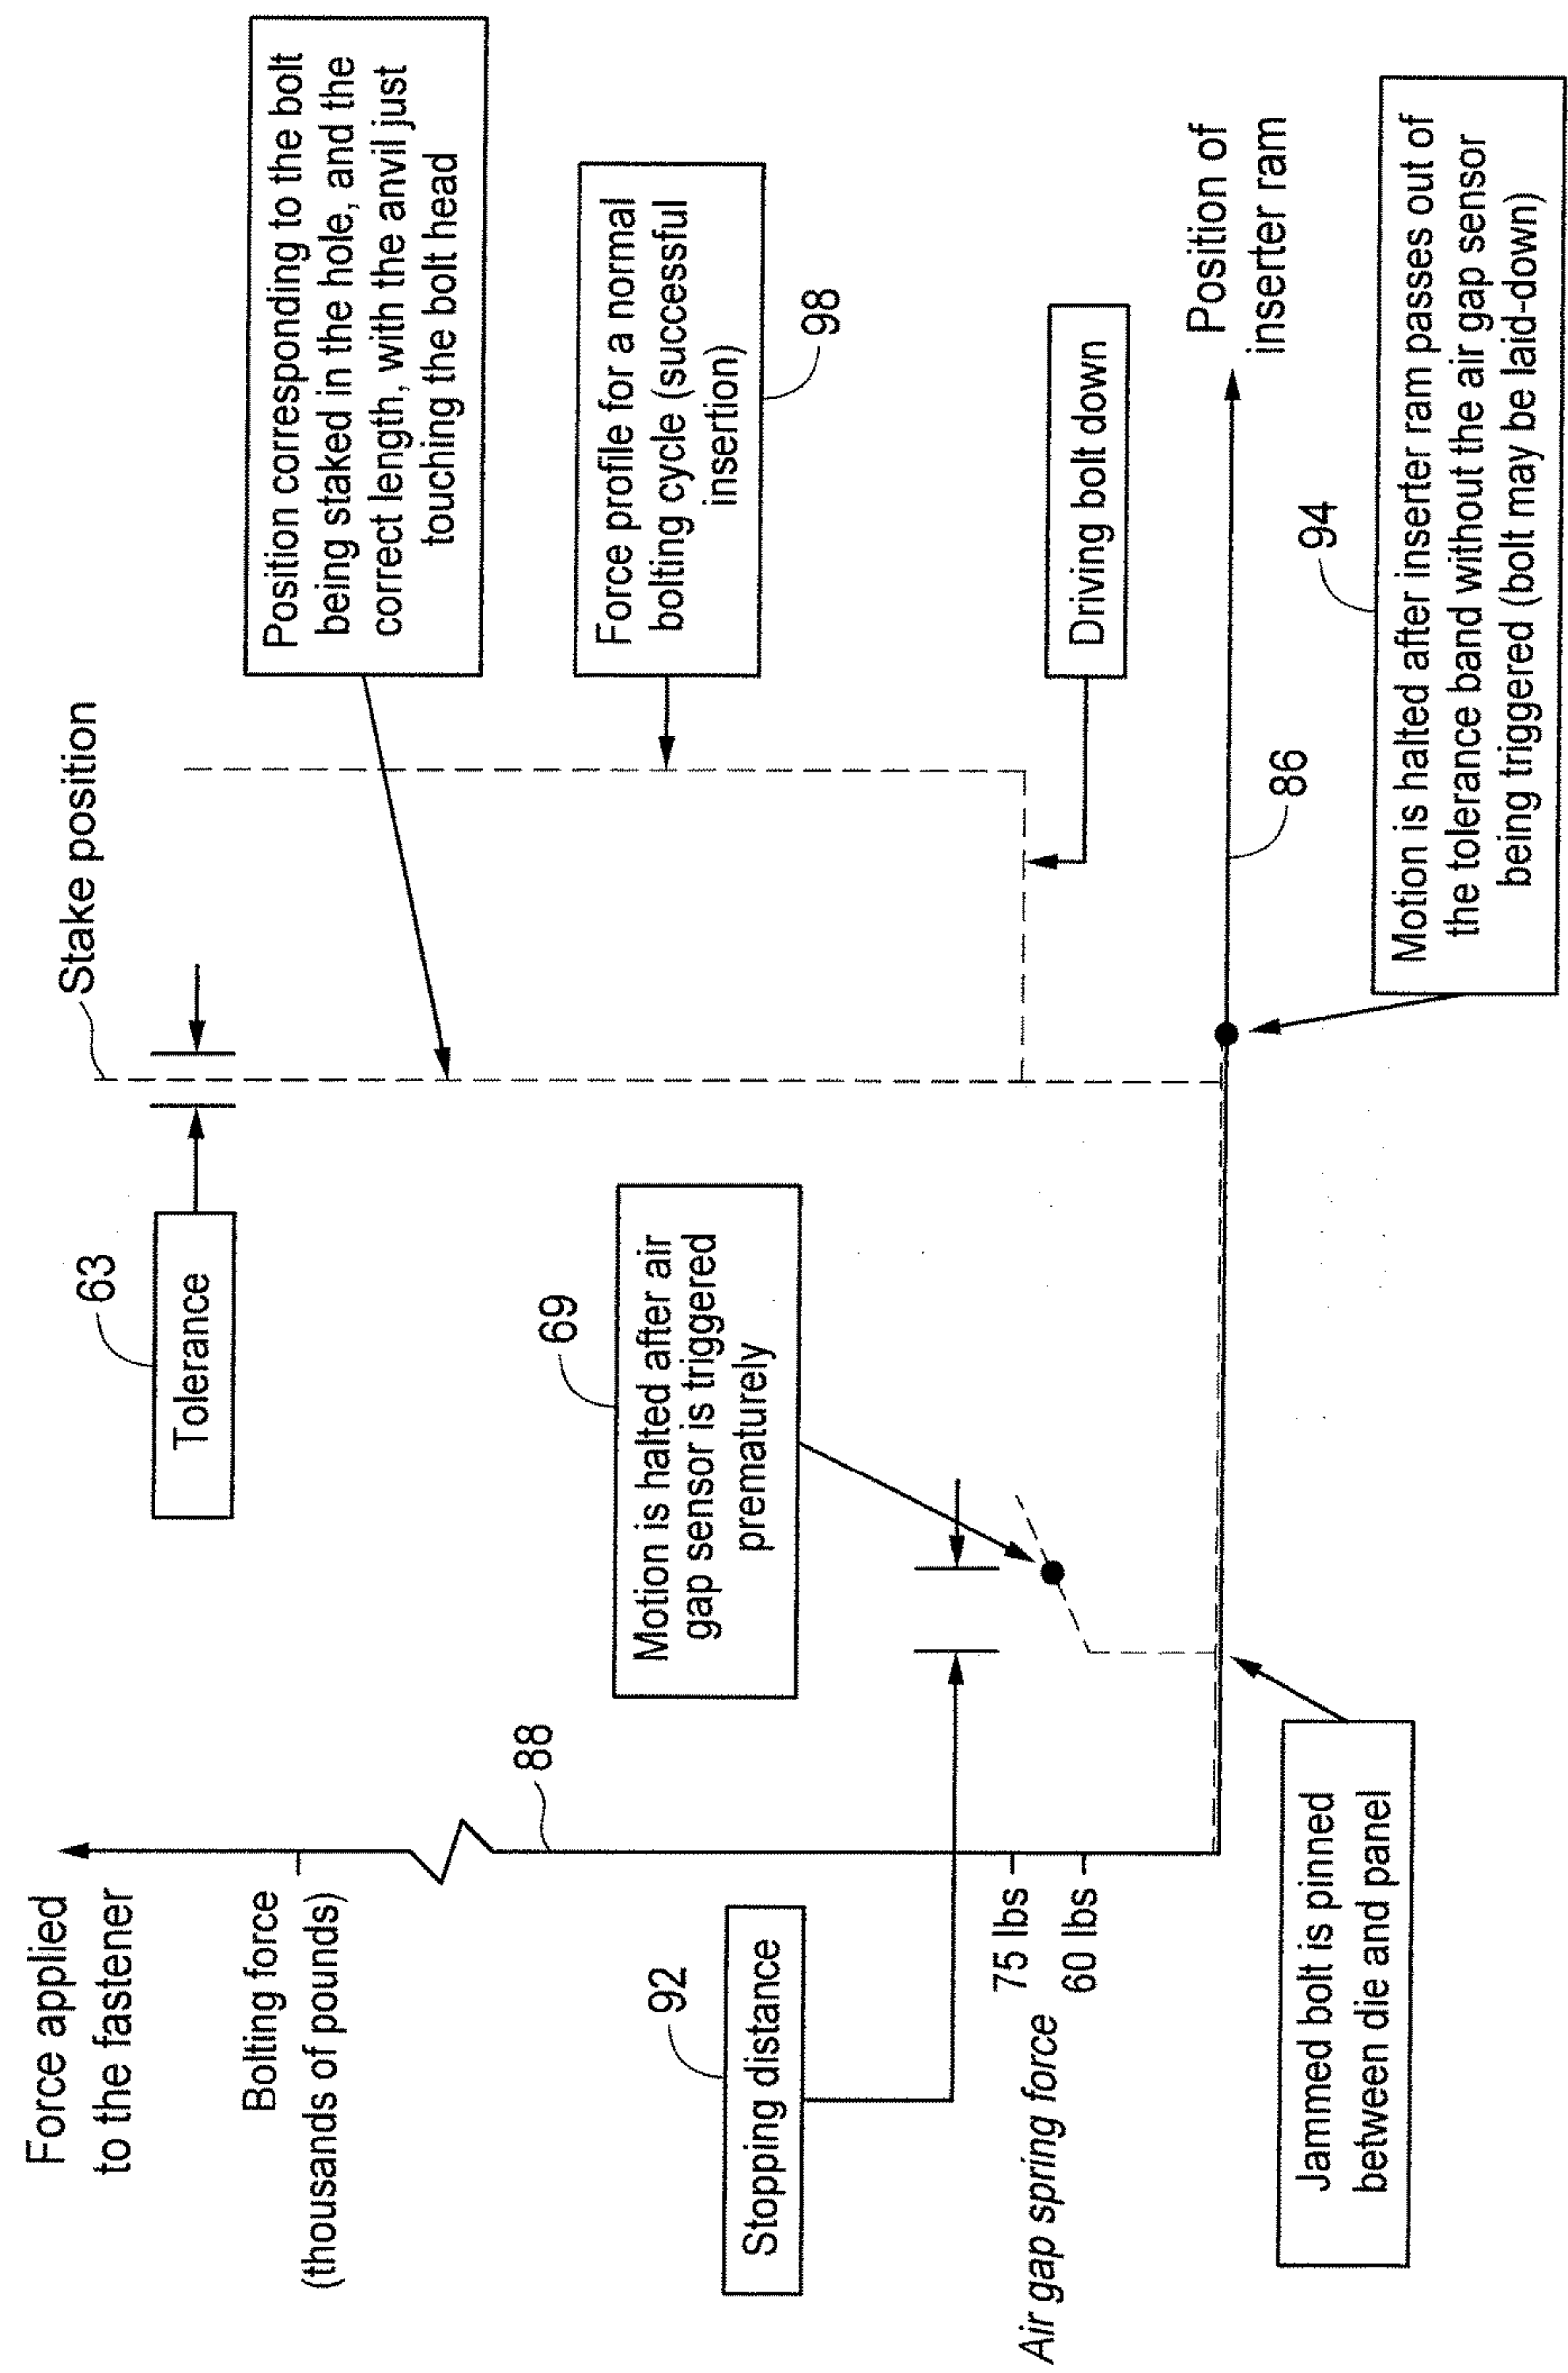 Force applied
to the fastener
Bolting force
(thousands of pounds)
88
92
Stopping distance
75 lbs
60 lbs
Air gap spring force
Jammed bolt is pinned
between die and panel
63
Tolerance
69
Motion is halted after air
gap sensor is triggered
prematurely
Stake position
Position corresponding to the bolt
being staked in the hole, and the
correct length, with the anvil just
touching the bolt head
Force profile for a normal
bolting cycle (successful
insertion)
98
Driving bolt down
Position of
inserter ram
86
94
Motion is halted after inserter ram passes out of
the tolerance band without the air gap sensor
being triggered (bolt may be laid-down)